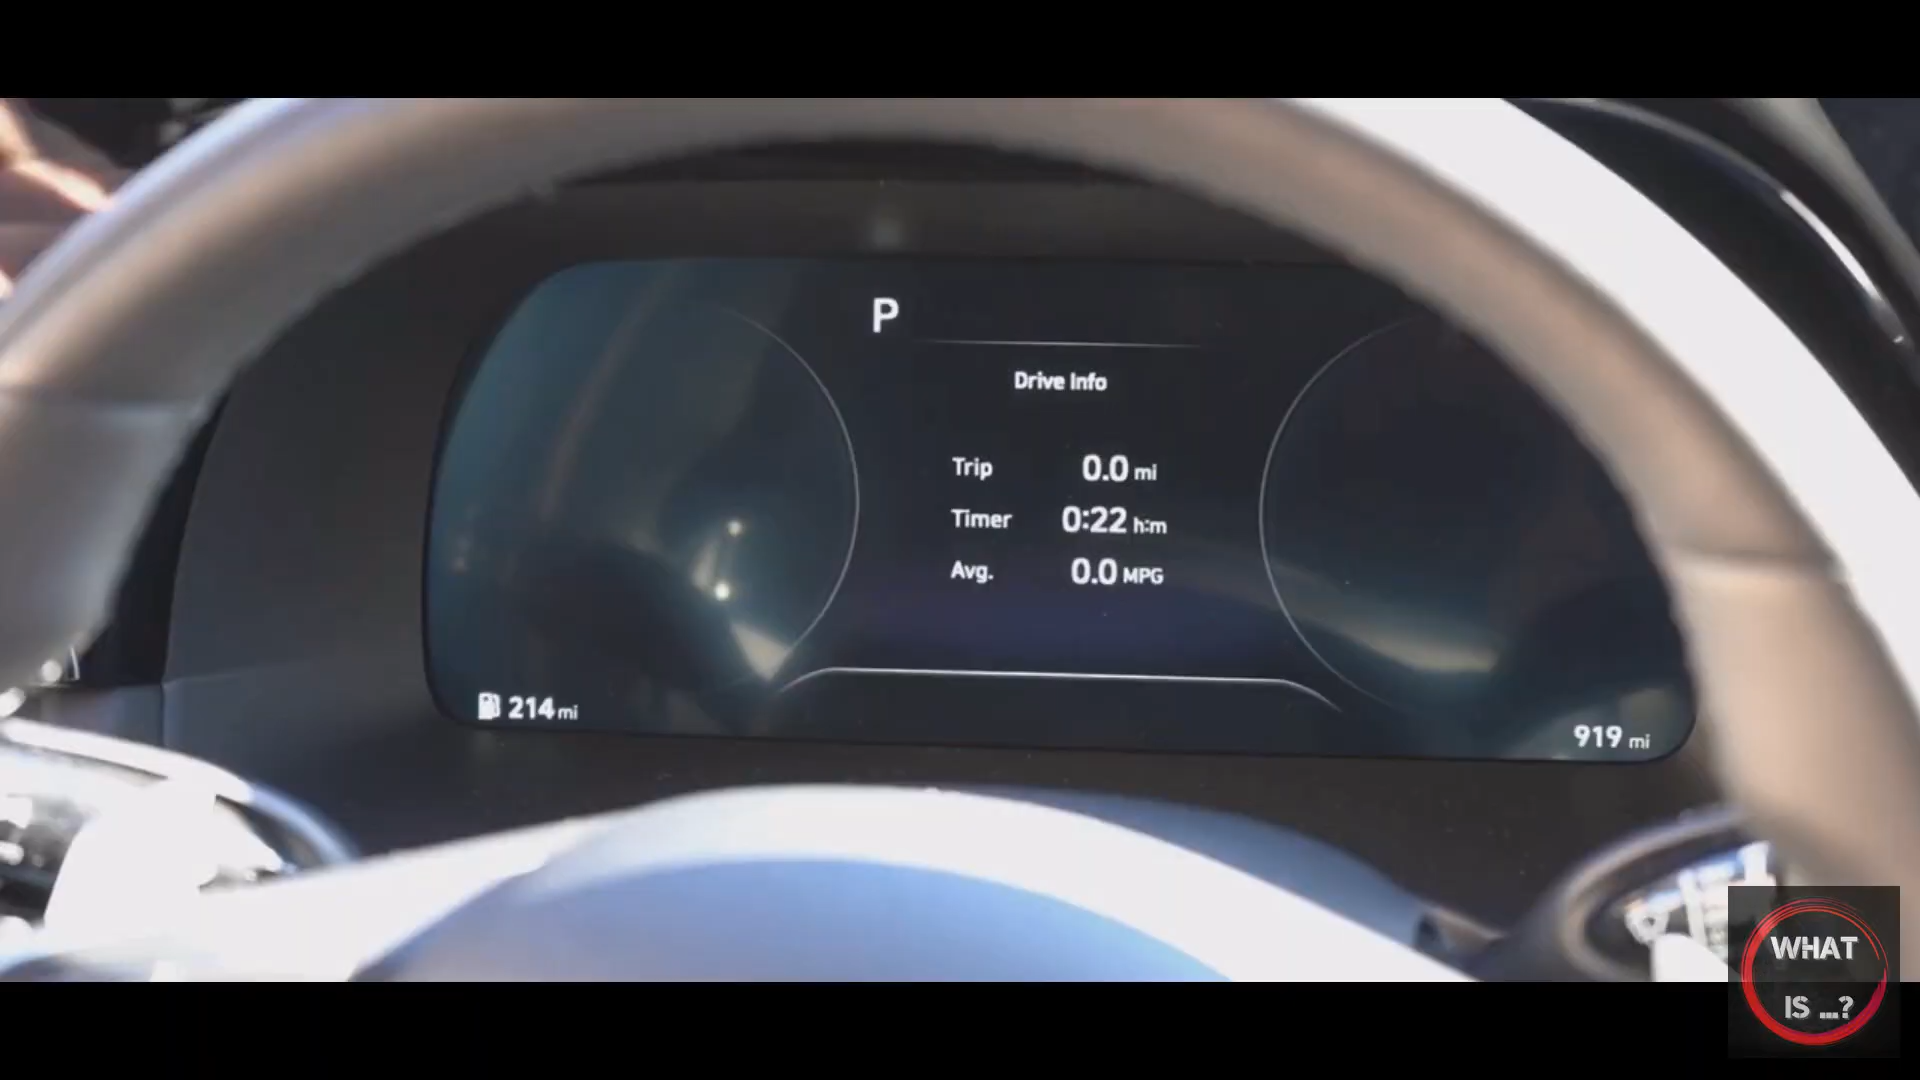 P
Drive Info
Trip 0.0 mi
Timer 0:22 h:m
Avg. 0.0 MPG
214 mi
919 mi
WHAT
IS ...?